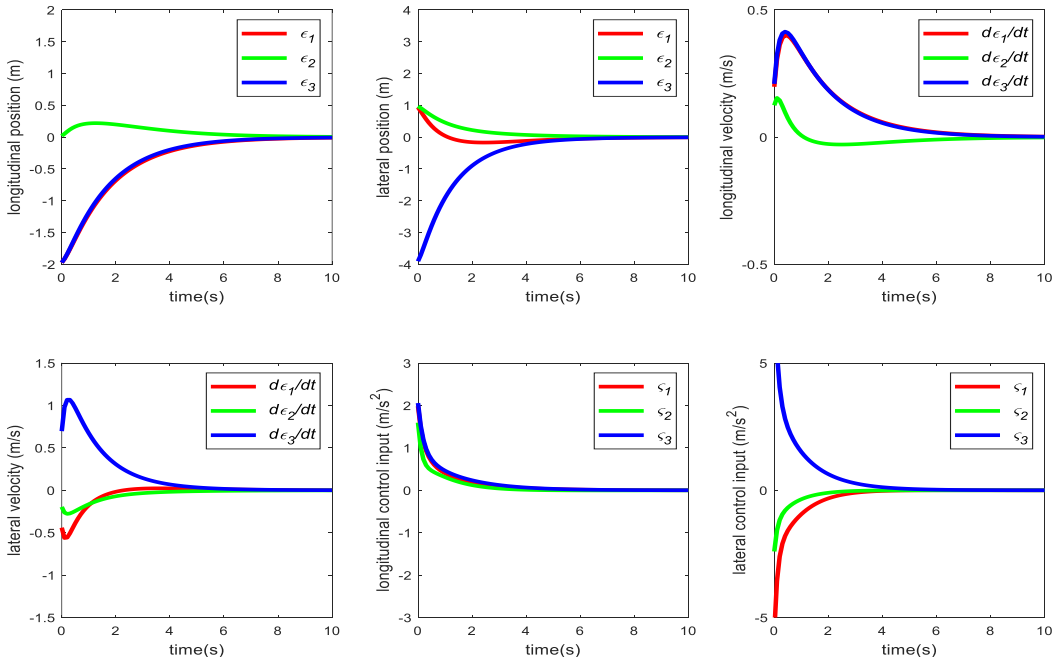 longitudinal position (m)
2
1.5
1
0.5
0
-0.5
-1
-1.5
-2
ϵ1
ϵ2
ϵ3
0 2 4 6 8 10
time(s)
lateral position (m)
4
3
2
1
0
-1
-2
-3
-4
ϵ1
ϵ2
ϵ3
0 2 4 6 8 10
time(s)
longitudinal velocity (m/s)
0.5
0
-0.5
dϵ1/dt
dϵ2/dt
dϵ3/dt
0 2 4 6 8 10
time(s)
lateral velocity (m/s)
1.5
1
0.5
0
-0.5
-1
-1.5
dϵ1/dt
dϵ2/dt
dϵ3/dt
0 2 4 6 8 10
time(s)
longitudinal control input (m/s²)
3
2
1
0
-1
-2
-3
ς1
ς2
ς3
0 2 4 6 8 10
time(s)
lateral control input (m/s²)
5
0
-5
ς1
ς2
ς3
0 2 4 6 8 10
time(s)